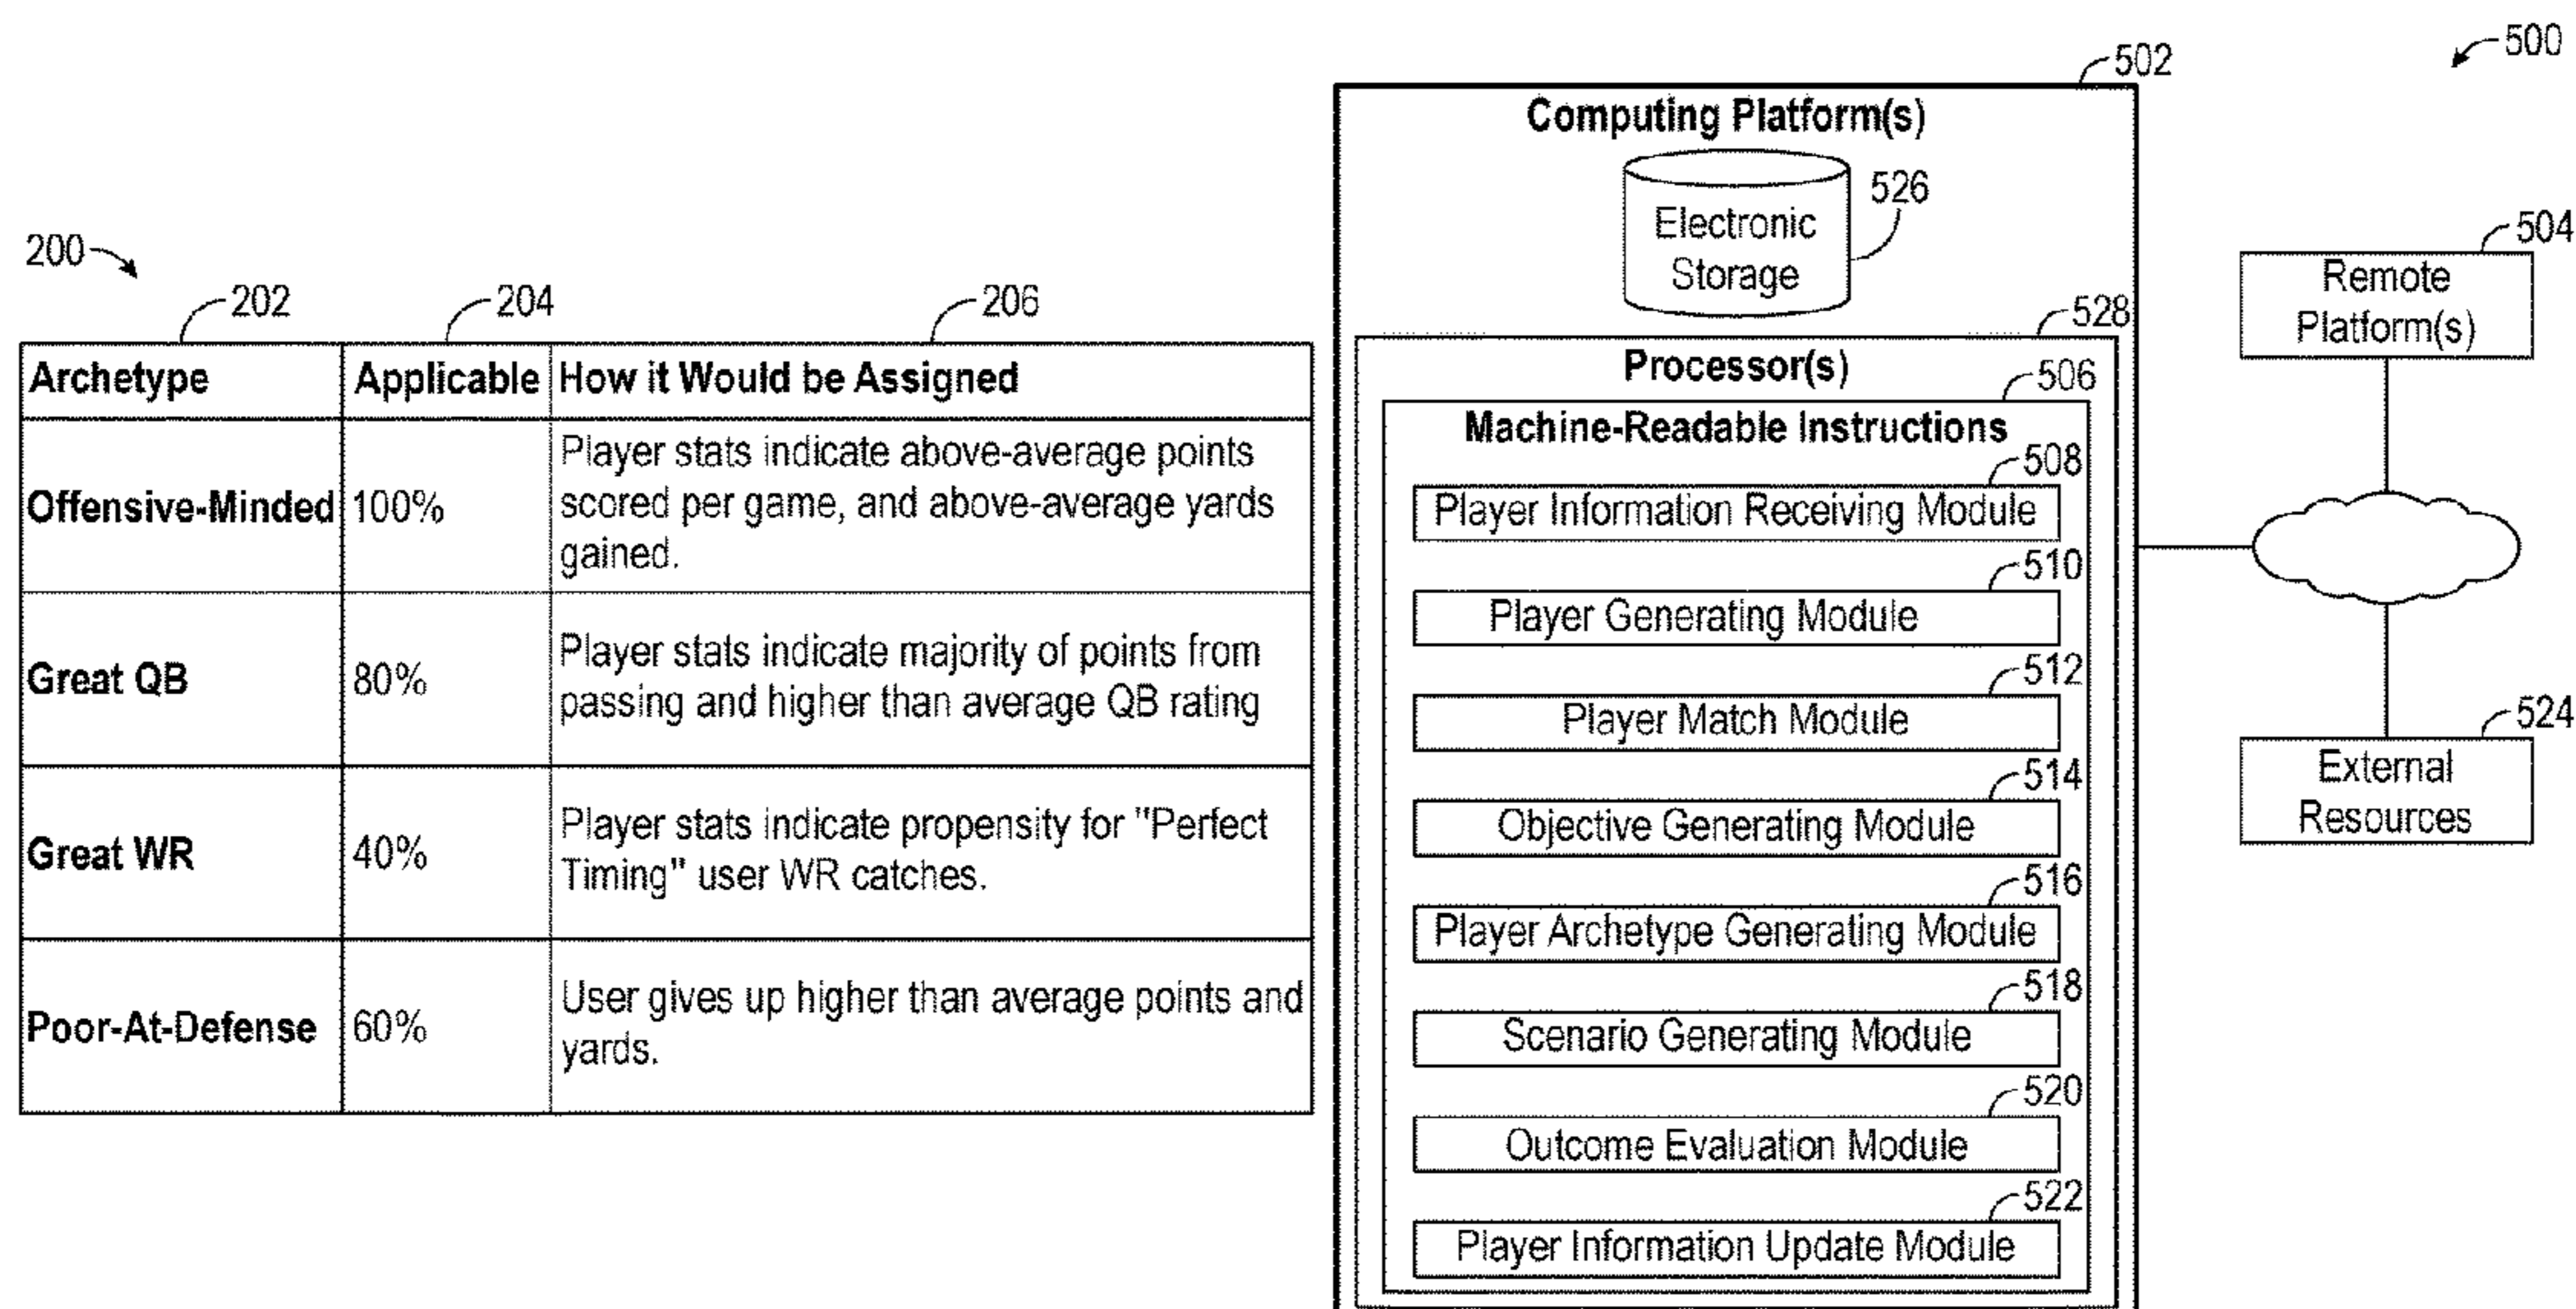 200
202
204
206
Archetype
Applicable
How it Would be Assigned
Offensive-Minded
100%
Player stats indicate above-average points
scored per game, and above-average yards
gained.
Great QB
80%
Player stats indicate majority of points from
passing and higher than average QB rating
Great WR
40%
Player stats indicate propensity for "Perfect
Timing" user WR catches.
Poor-At-Defense
60%
User gives up higher than average points and
yards.
500
502
Computing Platform(s)
Electronic
Storage
526
528
Processor(s)
506
Machine-Readable Instructions
508
Player Information Receiving Module
510
Player Generating Module
512
Player Match Module
514
Objective Generating Module
516
Player Archetype Generating Module
518
Scenario Generating Module
520
Outcome Evaluation Module
522
Player Information Update Module
504
Remote
Platform(s)
524
External
Resources